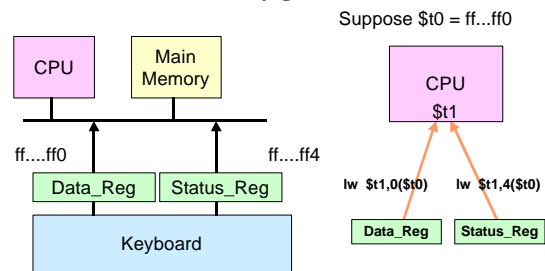 Suppose $t0 = ff...ff0
CPU
Main
Memory
CPU
$t1
ff....ff0
ff....ff4
lw $t1,0($t0)
lw $t1,4($t0)
Data_Reg
Status_Reg
Data_Reg
Status_Reg
Keyboard